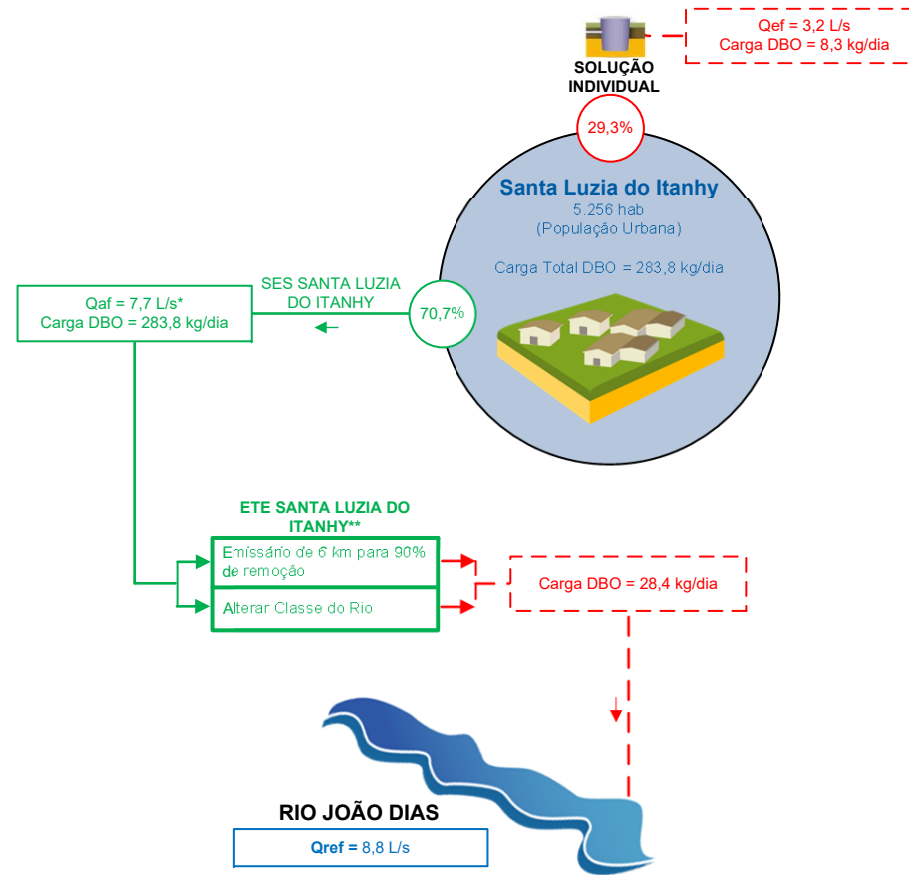 Qef = 3,2 L/s
Carga DBO = 8,3 kg/dia
SOLUÇÃO
INDIVIDUAL
29,3%
Santa Luzia do Itanhy
5.256 hab
(População Urbana)
Carga Total DBO = 283,8 kg/dia
SES SANTA LUZIA
DO ITANHY
70,7%
Qaf = 7,7 L/s*
Carga DBO = 283,8 kg/dia
ETE SANTA LUZIA DO
ITANHY**
Emissário de 6 km para 90%
de remoção
Alterar Classe do Rio
Carga DBO = 28,4 kg/dia
RIO JOÃO DIAS
Qref = 8,8 L/s